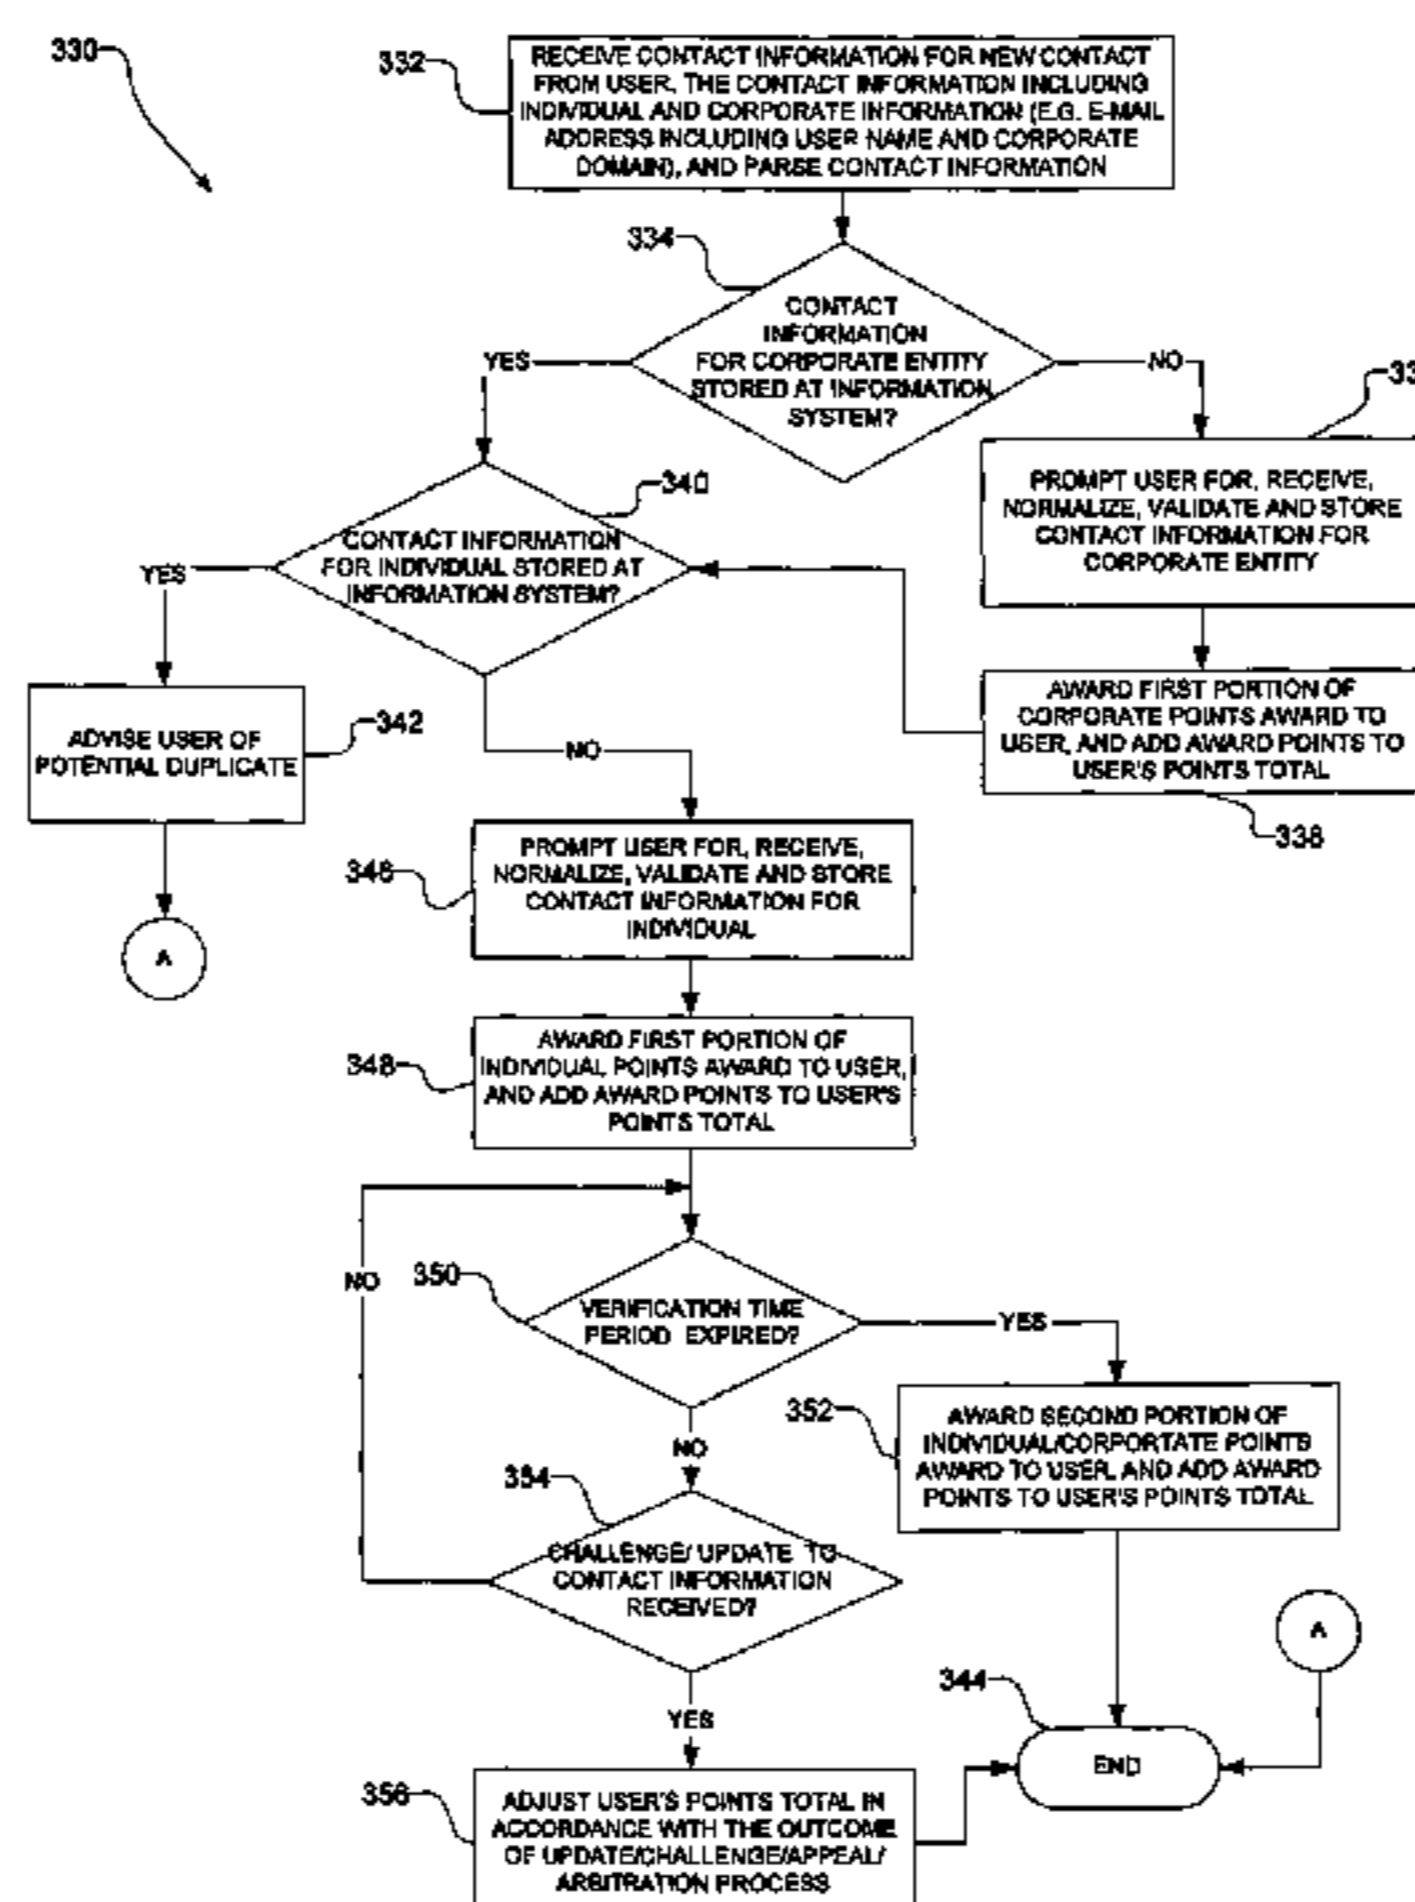 330
332
RECEIVE CONTACT INFORMATION FOR NEW CONTACT
FROM USER, THE CONTACT INFORMATION INCLUDING
INDIVIDUAL AND CORPORATE INFORMATION (E.G. E-MAIL
ADDRESS INCLUDING USER NAME AND CORPORATE
DOMAIN), AND PARSE CONTACT INFORMATION
334
CONTACT
INFORMATION
FOR CORPORATE ENTITY
STORED AT INFORMATION
SYSTEM?
YES
NO
33
PROMPT USER FOR, RECEIVE,
NORMALIZE, VALIDATE AND STORE
CONTACT INFORMATION FOR
CORPORATE ENTITY
340
CONTACT INFORMATION
FOR INDIVIDUAL STORED AT
INFORMATION SYSTEM?
YES
AWARD FIRST PORTION OF
CORPORATE POINTS AWARD TO
USER, AND ADD AWARD POINTS TO
USER'S POINTS TOTAL
338
342
ADVISE USER OF
POTENTIAL DUPLICATE
NO
A
346
PROMPT USER FOR, RECEIVE,
NORMALIZE, VALIDATE AND STORE
CONTACT INFORMATION FOR
INDIVIDUAL
348
AWARD FIRST PORTION OF
INDIVIDUAL POINTS AWARD TO USER,
AND ADD AWARD POINTS TO USER'S
POINTS TOTAL
NO
350
VERIFICATION TIME
PERIOD EXPIRED?
YES
NO
352
AWARD SECOND PORTION OF
INDIVIDUAL/CORPORTATE POINTS
AWARD TO USER, AND ADD AWARD
POINTS TO USER'S POINTS TOTAL
354
CHALLENGE/ UPDATE TO
CONTACT INFORMATION
RECEIVED?
A
YES
344
END
356
ADJUST USER'S POINTS TOTAL IN
ACCORDANCE WITH THE OUTCOME
OF UPDATE/CHALLENGE/APPEAL/
ARBITRATION PROCESS